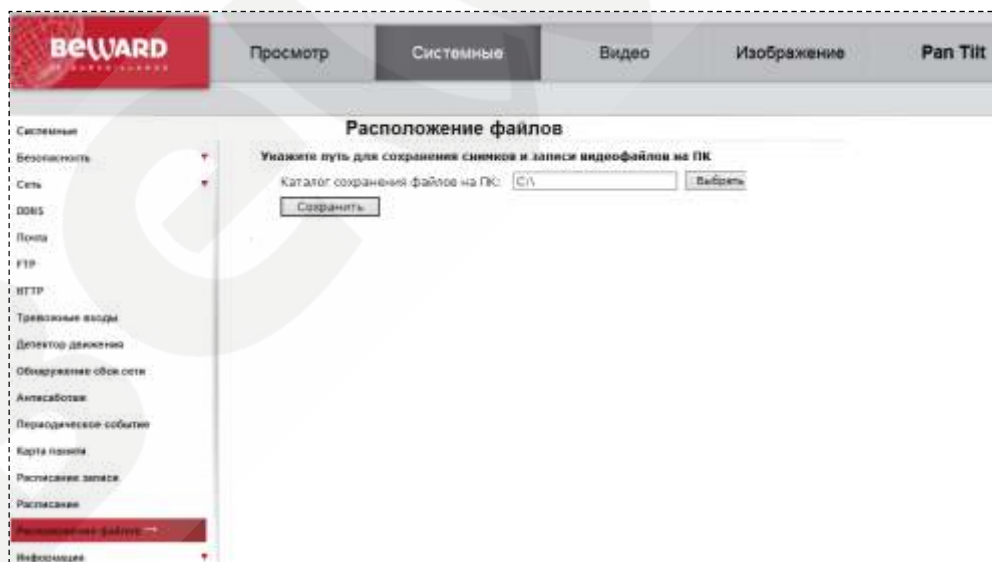 BEWARD
Просмотр
Системные
Видео
Изображение
Pan Tilt
Системные
Безопасность
Сеть
DDNS
Почта
FTP
HTTP
Тревожные входы
Детектор движения
Обнаружение сбоя сети
Антисаботаж
Периодическое событие
Карта памяти
Расписание записи
Расписание
Расположение файлов →
Информация
Расположение файлов
Укажите путь для сохранения снимков и записи видеофайлов на ПК
Каталог сохранения файлов на ПК: C:\ Выбрать
Сохранить